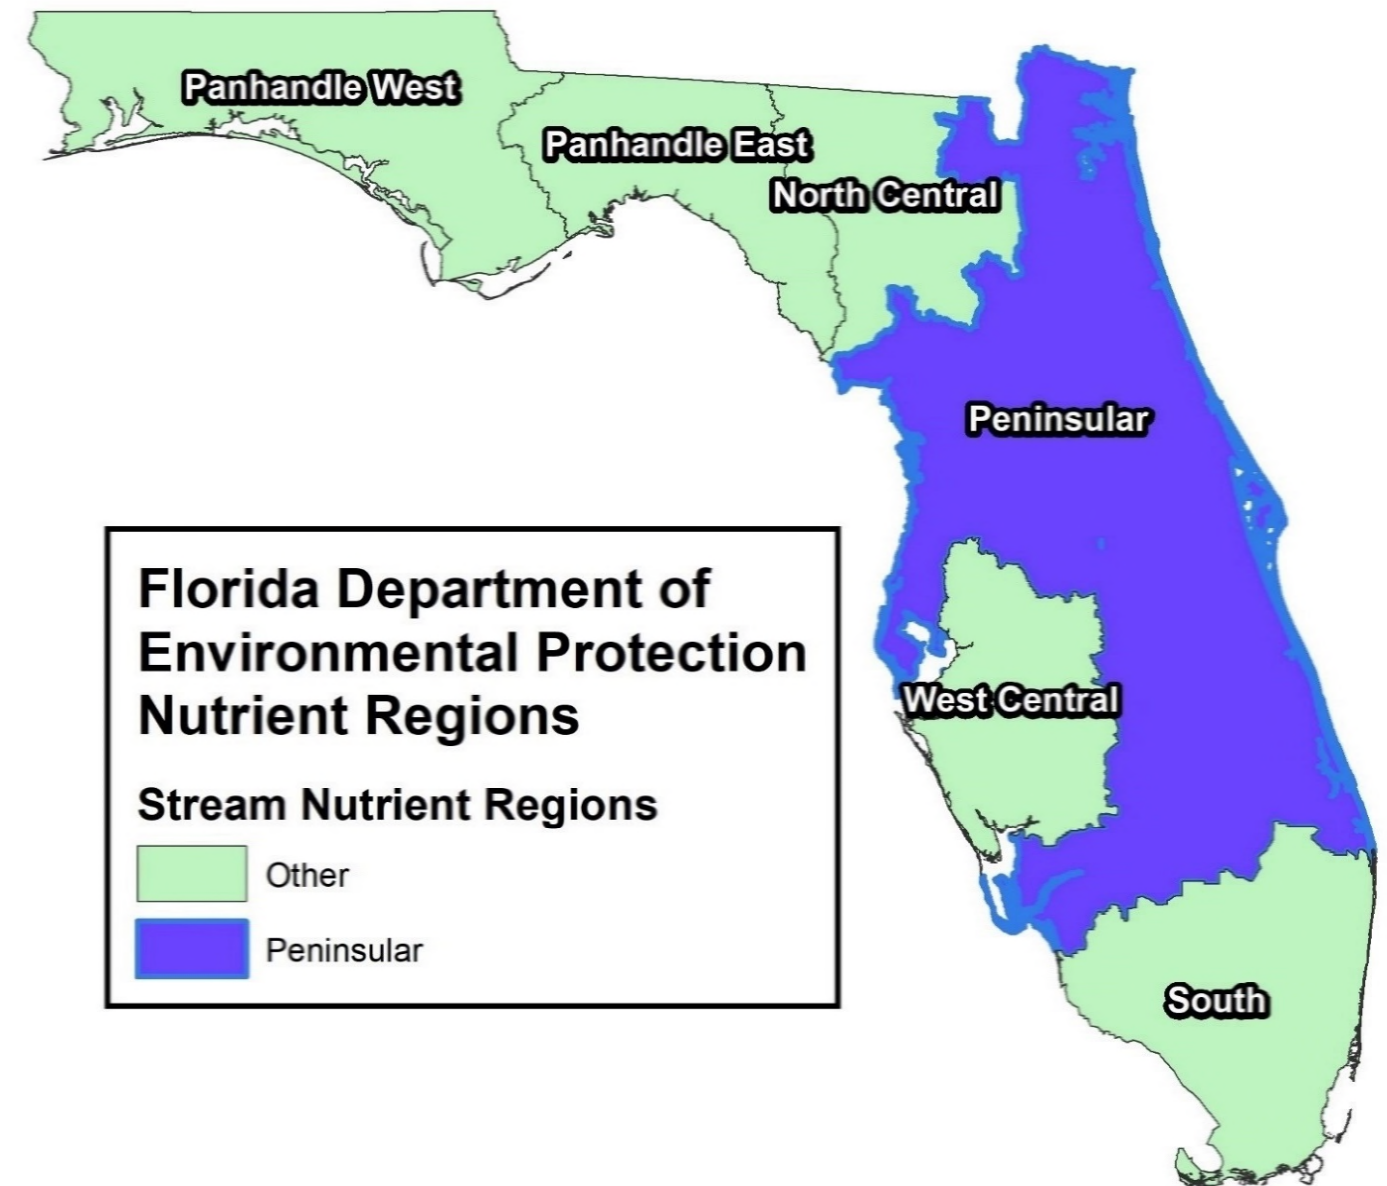 Panhandle West
Panhandle East
North Central
Peninsular
West Central
South
Florida Department of
Environmental Protection
Nutrient Regions
Stream Nutrient Regions
Other
Peninsular